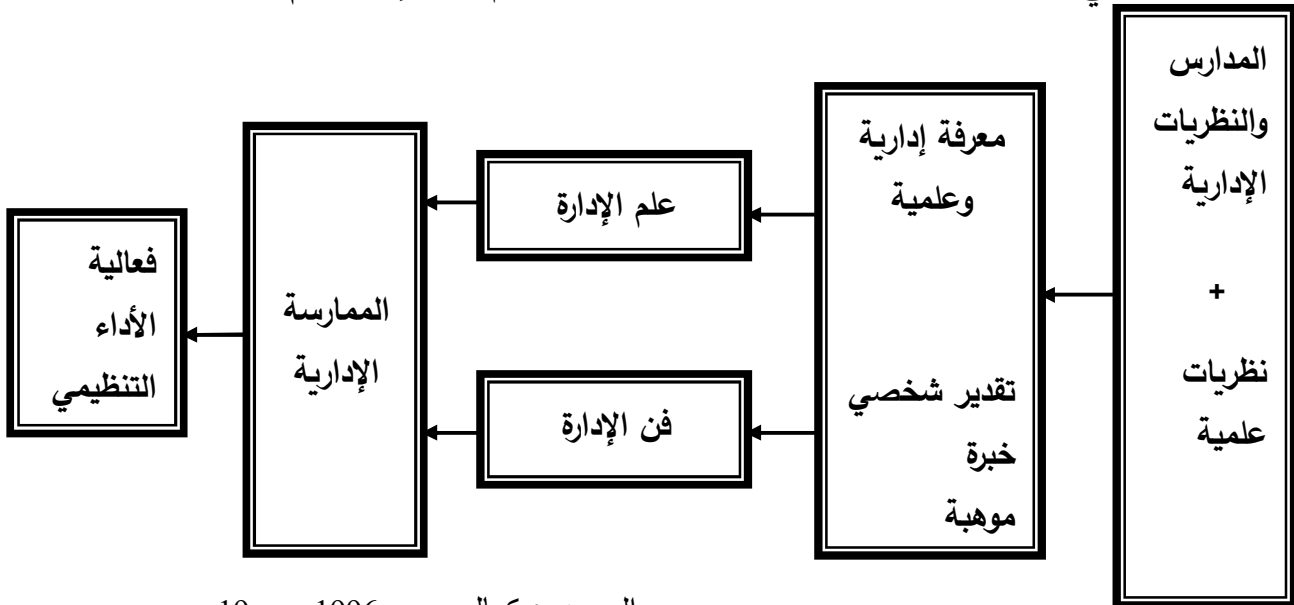 المدارس
والنظريات
الإدارية
+
نظريات
علمية
معرفة إدارية
وعلمية
تقدير شخصي
خبرة
موهبة
علم الإدارة
فن الإدارة
الممارسة
الإدارية
فعالية
الأداء
التنظيمي
1996